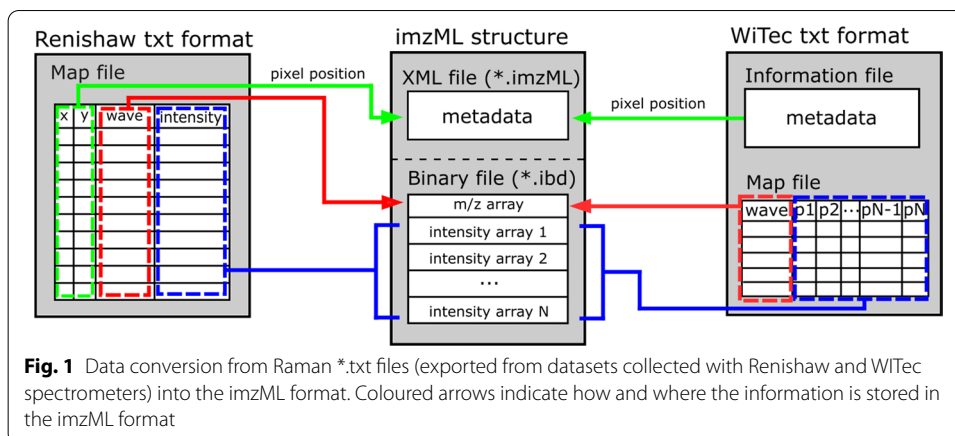 Renishaw txt format
Map file
x y wave intensity
pixel position
imzML structure
XML file (*.imzML)
metadata
Binary file (*.ibd)
m/z array
intensity array 1
intensity array 2
...
intensity array N
WiTec txt format
pixel position
Information file
metadata
Map file
wave p1 p2 ... pN-1 pN
Fig. 1 Data conversion from Raman *.txt files (exported from datasets collected with Renishaw and WITec
spectrometers) into the imzML format. Coloured arrows indicate how and where the information is stored in
the imzML format